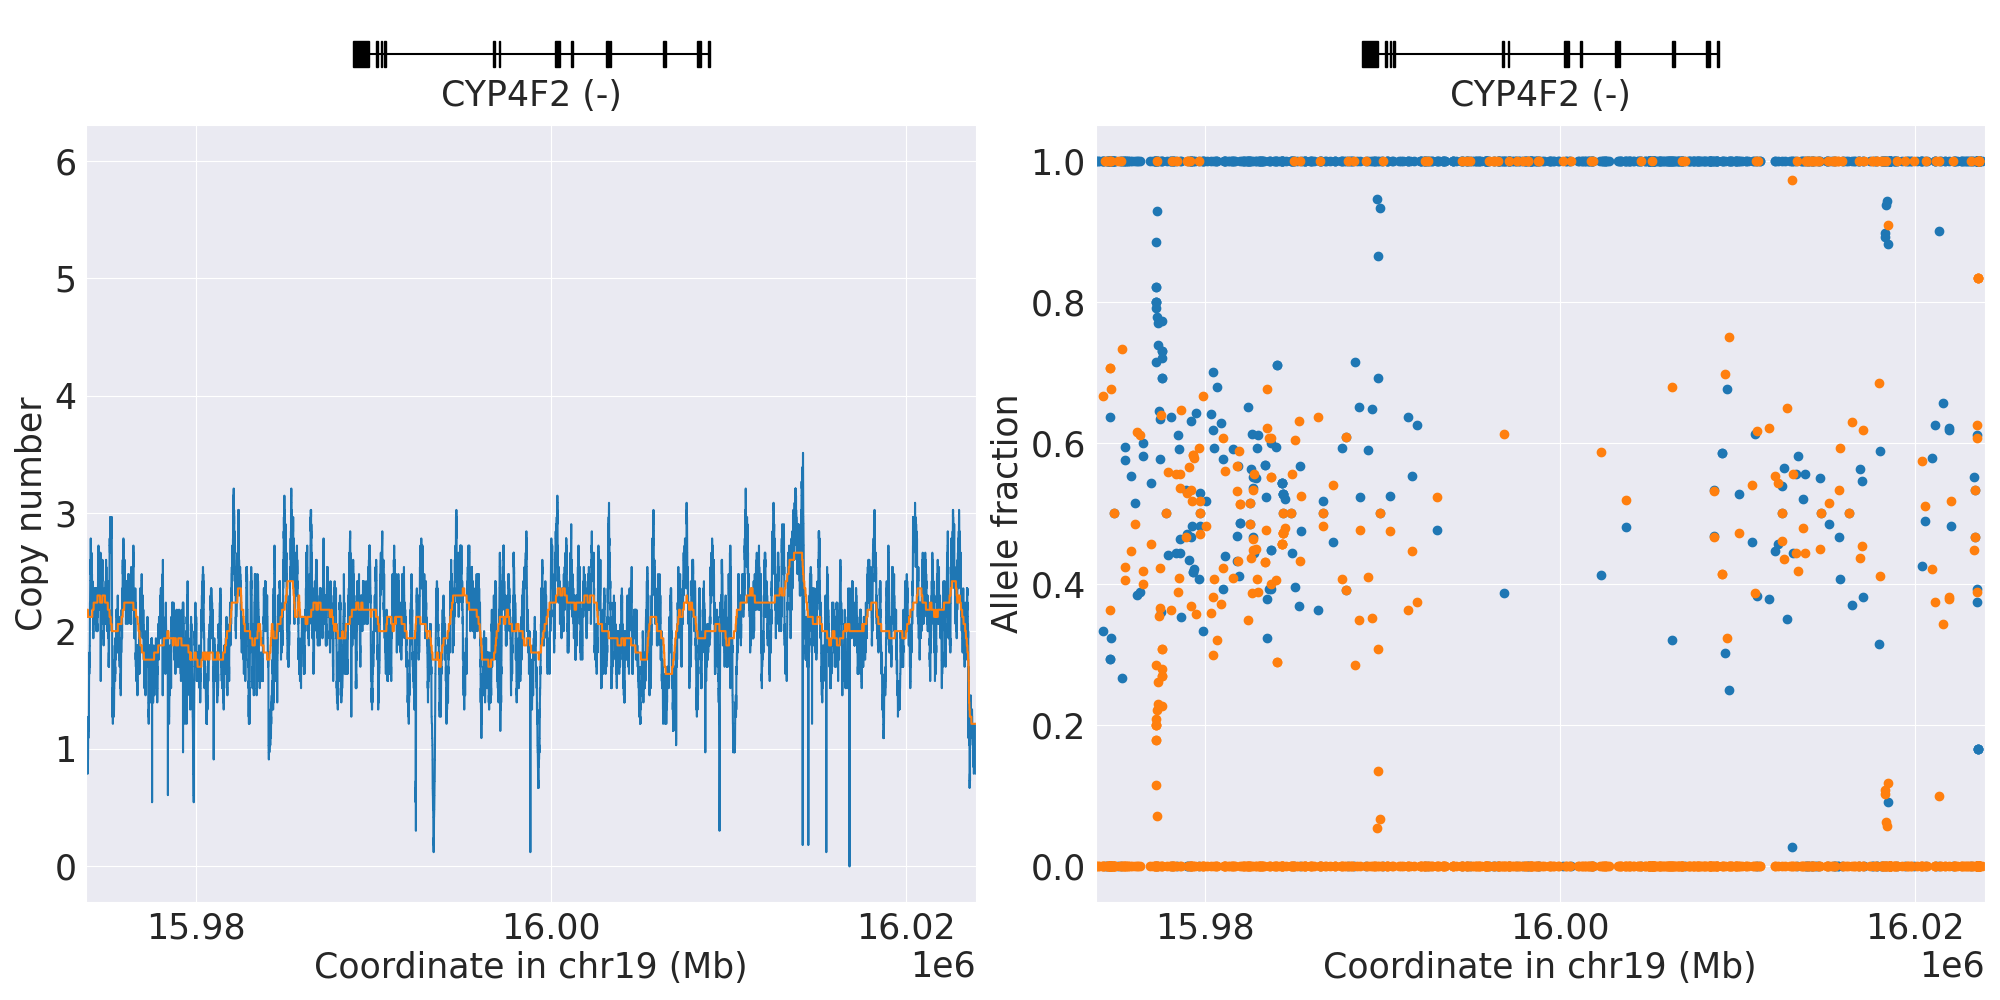 CYP4F2 (-)
6
5
4
3
2
1
0
Copy number
15.98
16.00
16.02
Coordinate in chr19 (Mb)
1e6
CYP4F2 (-)
1.0
0.8
0.6
0.4
0.2
0.0
Allele fraction
15.98
16.00
16.02
Coordinate in chr19 (Mb)
1e6